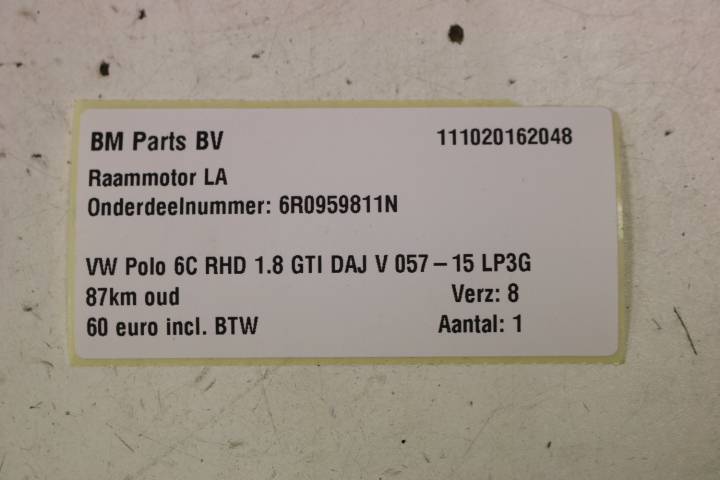 BM Parts BV 111020162048
Raammotor LA
Onderdeelnummer: 6R0959811N
VW Polo 6C RHD 1.8 GTI DAJ V 057 – 15 LP3G
87km oud Verz: 8
60 euro incl. BTW Aantal: 1